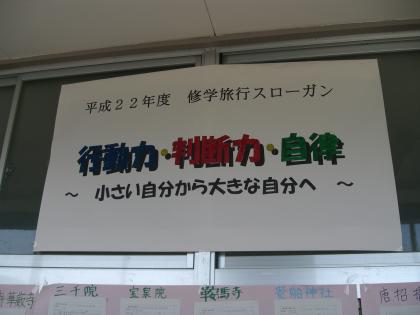 平成２２年度　修学旅行スローガン
行動力・判断力・自律
～　小さい自分から大きな自分へ　～
三千院
宝泉院
鞍馬寺
貴船神社
唐招